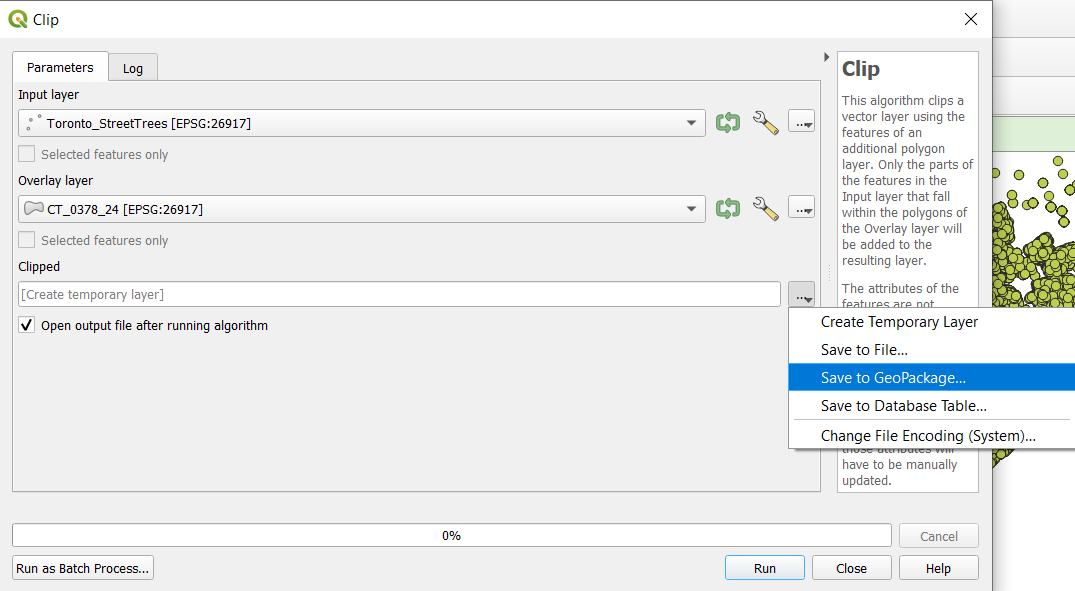 Clip
Parameters
Log
Input layer
Toronto_StreetTrees [EPSG:26917]
...
Selected features only
Overlay layer
CT_0378_24 [EPSG:26917]
...
Selected features only
Clipped
[Create temporary layer]
...
Open output file after running algorithm
Clip
This algorithm clips a
vector layer using the
features of an
additional polygon
layer. Only the parts of
the features in the
Input layer that fall
within the polygons of
the Overlay layer will
be added to the
resulting layer.
The attributes of the
features are not
Create Temporary Layer
Save to File...
Save to GeoPackage...
Save to Database Table...
Change File Encoding (System)...
those attributes will
have to be manually
updated.
0%
Cancel
Run as Batch Process...
Run
Close
Help